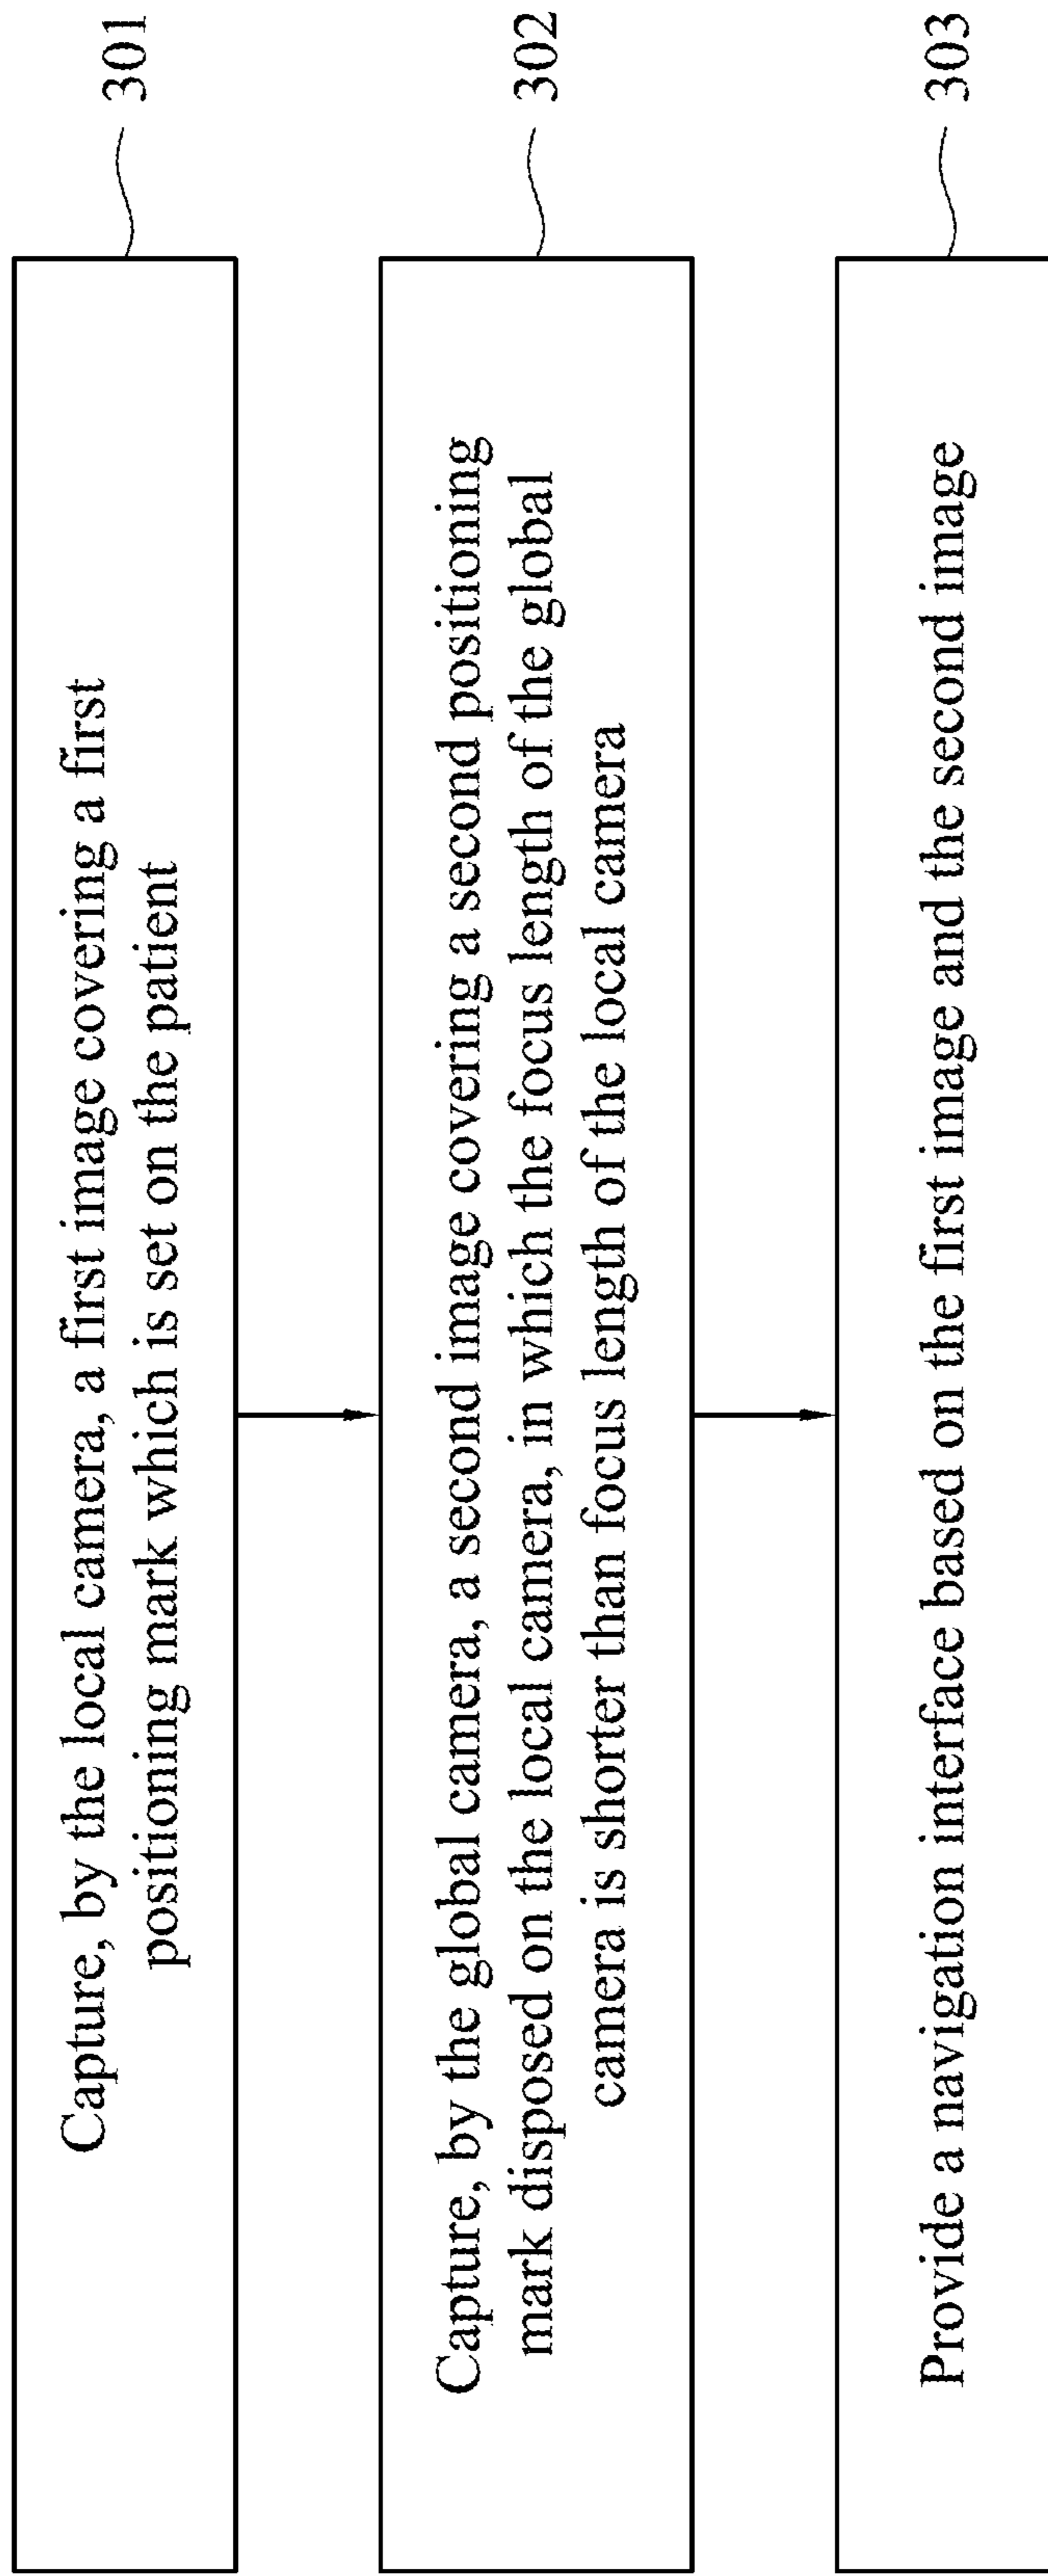 Capture, by the local camera, a first image covering a first
positioning mark which is set on the patient
301
Capture, by the global camera, a second image covering a second positioning
mark disposed on the local camera, in which the focus length of the global
camera is shorter than focus length of the local camera
302
Provide a navigation interface based on the first image and the second image
303